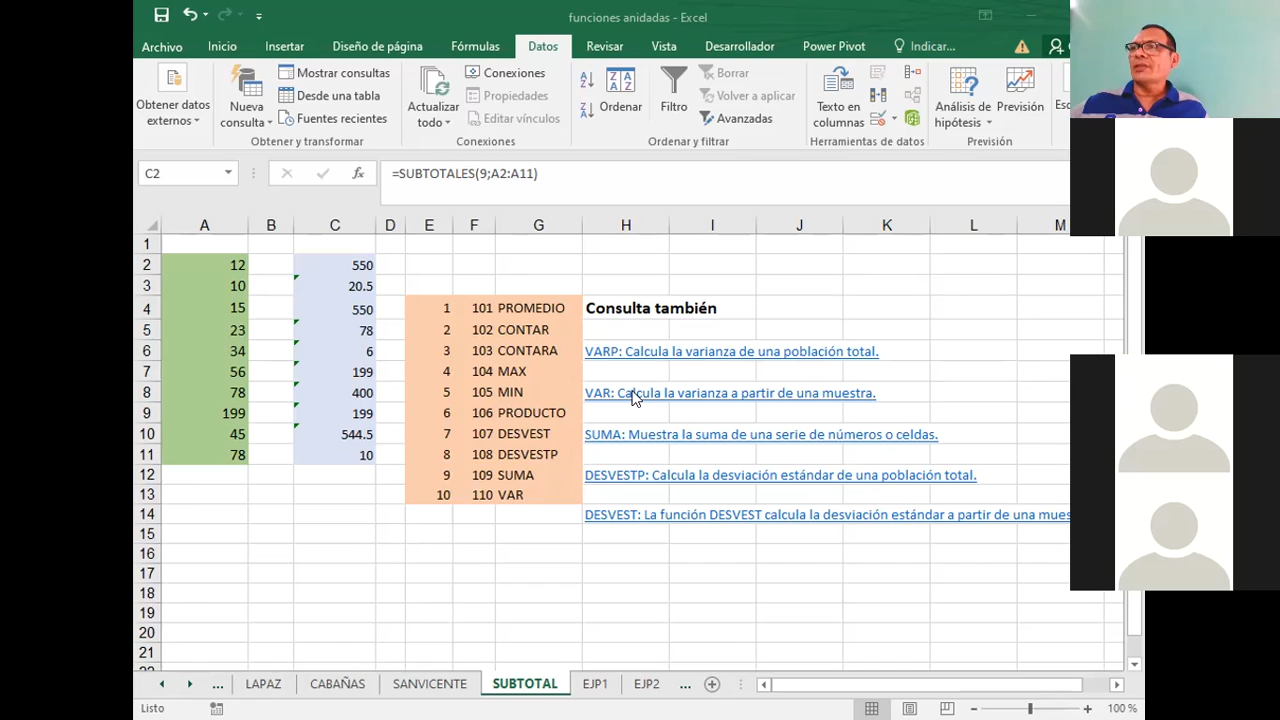 funciones anidadas - Excel
Archivo Inicio Insertar Diseño de página Fórmulas Datos Revisar Vista Desarrollador Power Pivot Indicar...
Obtener datos externos
Nueva consulta
Mostrar consultas
Desde una tabla
Fuentes recientes
Obtener y transformar
Actualizar todo
Conexiones
Propiedades
Editar vínculos
Conexiones
Ordenar
Filtro
Borrar
Volver a aplicar
Avanzadas
Ordenar y filtrar
Texto en columnas
Herramientas de datos
Análisis de hipótesis
Previsión
Previsión
C2 fx =SUBTOTALES(9;A2:A11)
A B C D E F G H I J K L M
1
2 12 550
3 10 20.5
4 15 550 1 101 PROMEDIO Consulta también
5 23 78 2 102 CONTAR
6 34 6 3 103 CONTARA VARP: Calcula la varianza de una población total.
7 56 199 4 104 MAX
8 78 400 5 105 MIN VAR: Calcula la varianza a partir de una muestra.
9 199 199 6 106 PRODUCTO
10 45 544.5 7 107 DESVEST SUMA: Muestra la suma de una serie de números o celdas.
11 78 10 8 108 DESVESTP
12 9 109 SUMA DESVESTP: Calcula la desviación estándar de una población total.
13 10 110 VAR
14 DESVEST: La función DESVEST calcula la desviación estándar a partir de una mues
15
16
17
18
19
20
21
... LAPAZ CABAÑAS SANVICENTE SUBTOTAL EJP1 EJP2 ...
Listo 100 %